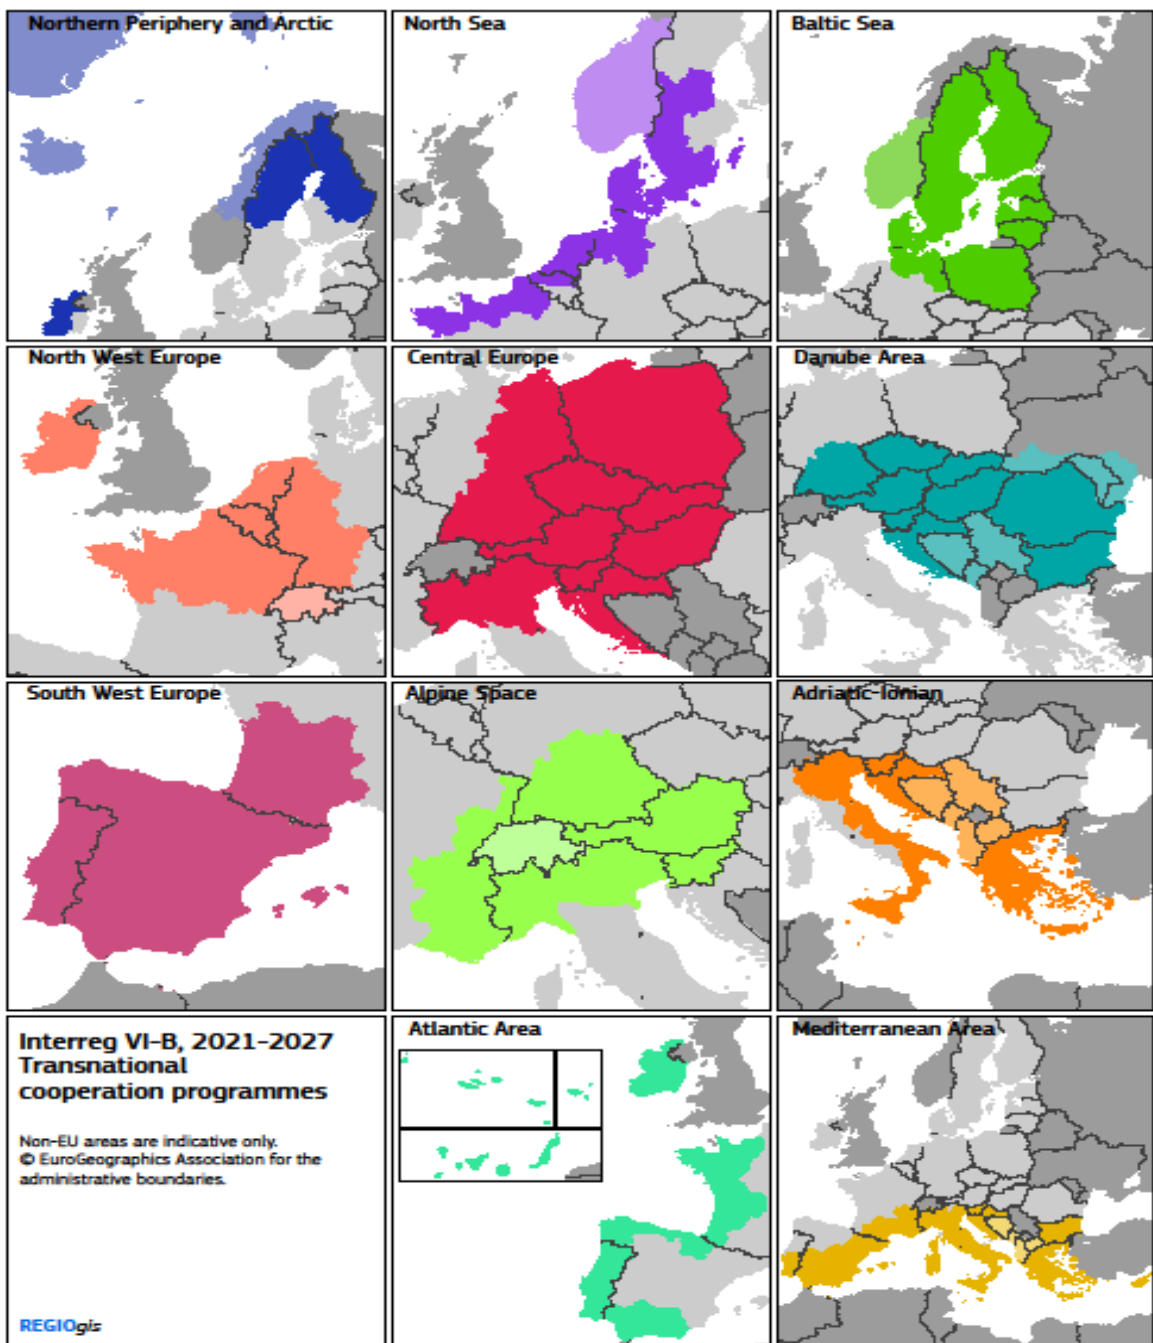 Northern Periphery and Arctic
North Sea
Baltic Sea
North West Europe
Central Europe
Danube Area
South West Europe
Alpine Space
Adriatic-Ionian
Interreg VI-B, 2021-2027
Transnational
cooperation programmes
Non-EU areas are indicative only.
© EuroGeographics Association for the
administrative boundaries.
REGIOgis
Atlantic Area
Mediterranean Area